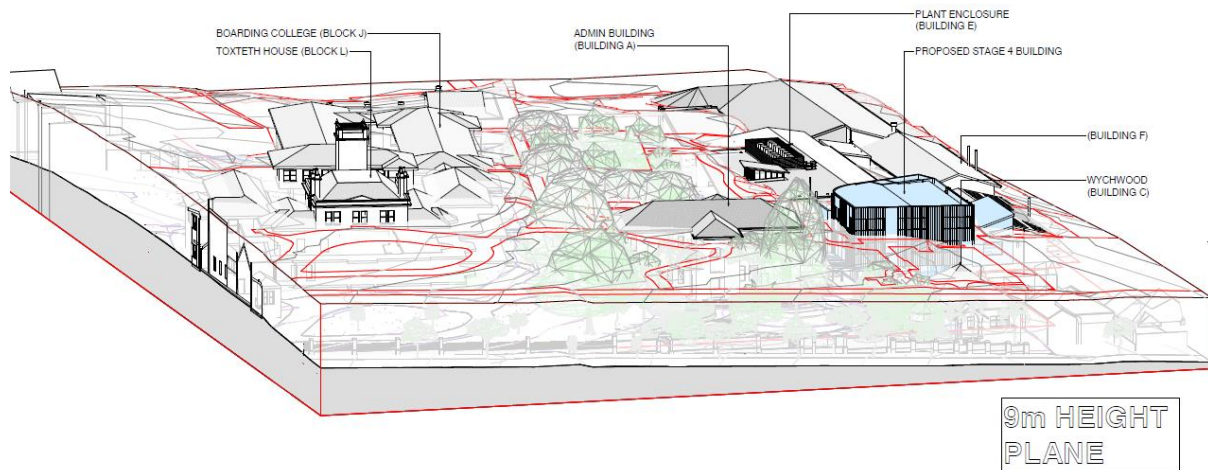 BOARDING COLLEGE (BLOCK J)
TOXTETH HOUSE (BLOCK L)
ADMIN BUILDING
(BUILDING A)
PLANT ENCLOSURE
(BUILDING E)
PROPOSED STAGE 4 BUILDING
(BUILDING F)
WYCHWOOD
(BUILDING C)
9m HEIGHT
PLANE